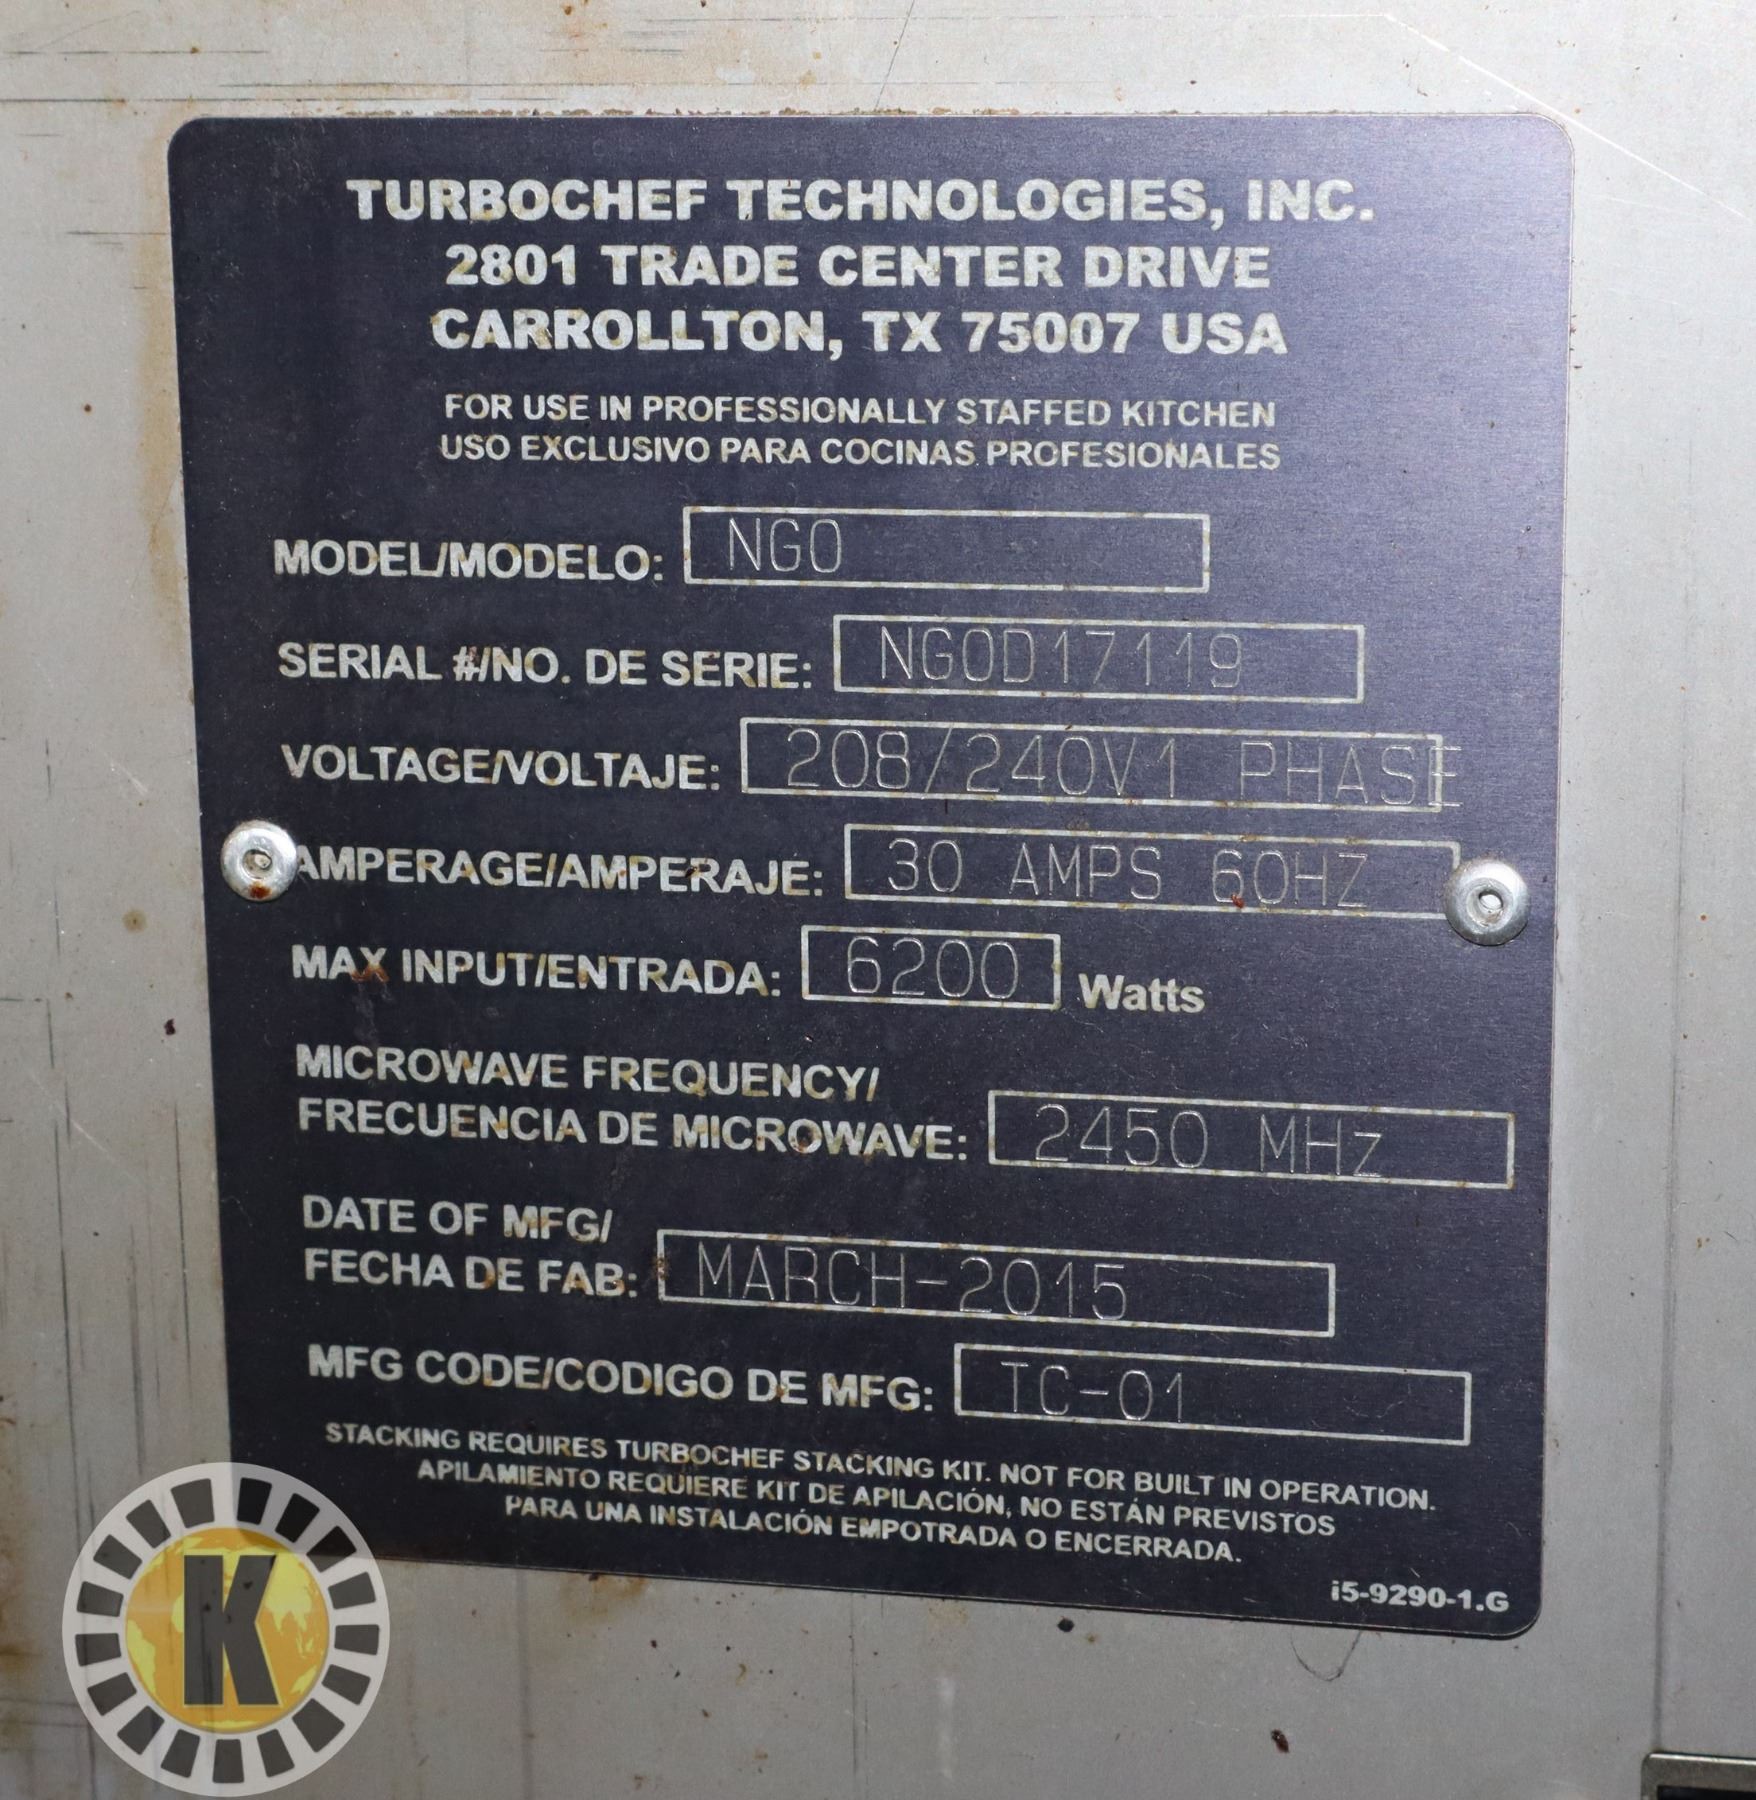 TURBOCHEF TECHNOLOGIES, INC.
2801 TRADE CENTER DRIVE
CARROLLTON, TX 75007 USA
FOR USE IN PROFESSIONALLY STAFFED KITCHEN
USO EXCLUSIVO PARA COCINAS PROFESIONALES
MODEL/MODELO: NGO
SERIAL #/NO. DE SERIE: NGOD17119
VOLTAGE/VOLTAJE: 208/240V1 PHASE
AMPERAGE/AMPERAJE: 30 AMPS 60HZ
MAX INPUT/ENTRADA: 6200 Watts
MICROWAVE FREQUENCY/
FRECUENCIA DE MICROWAVE: 2450 MHz
DATE OF MFG/
FECHA DE FAB: MARCH-2015
MFG CODE/CODIGO DE MFG: TC-01
STACKING REQUIRES TURBOCHEF STACKING KIT. NOT FOR BUILT IN OPERATION.
APILAMIENTO REQUIERE KIT DE APILACIÓN, NO ESTÁN PREVISTOS
PARA UNA INSTALACIÓN EMPOTRADA O ENCERRADA.
i5-9290-1.G
K